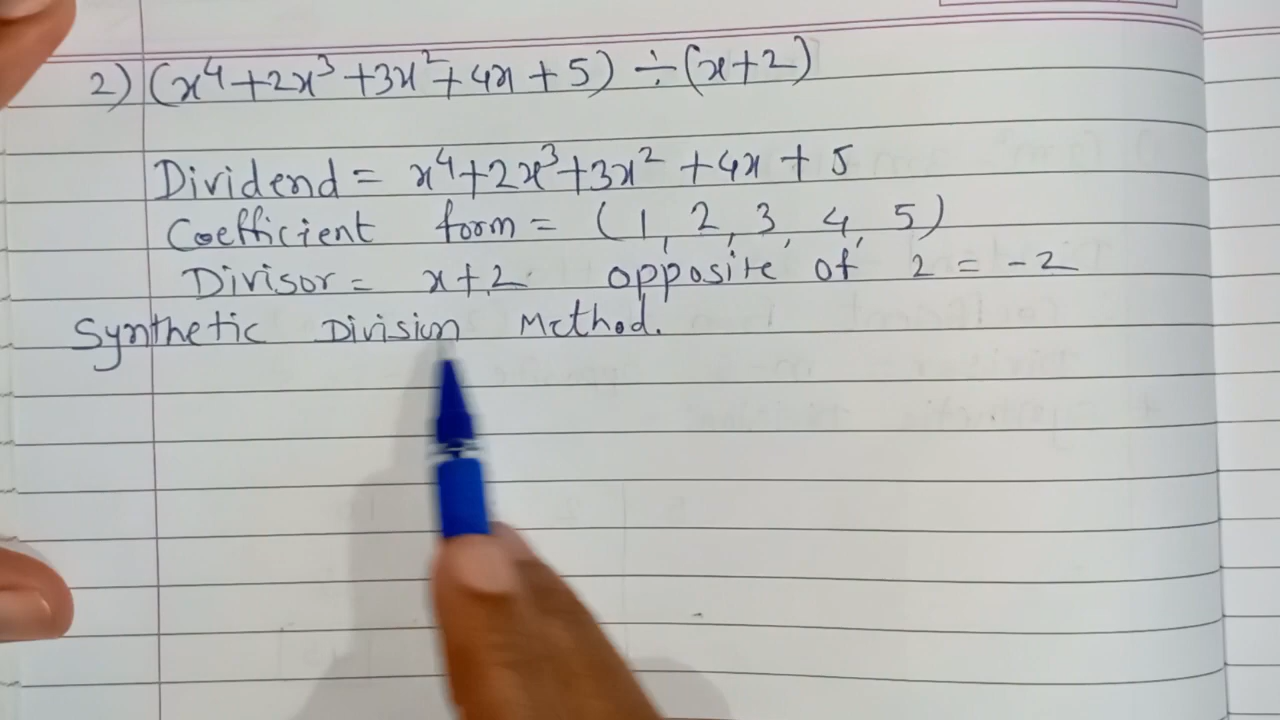 2) (x⁴+2x³+3x²+4x+5) ÷ (x+2)
Dividend = x⁴+2x³+3x² +4x + 5
Coefficient form = (1, 2, 3, 4, 5)
Divisor = x+2 opposite of 2 = -2
Synthetic Division Method.